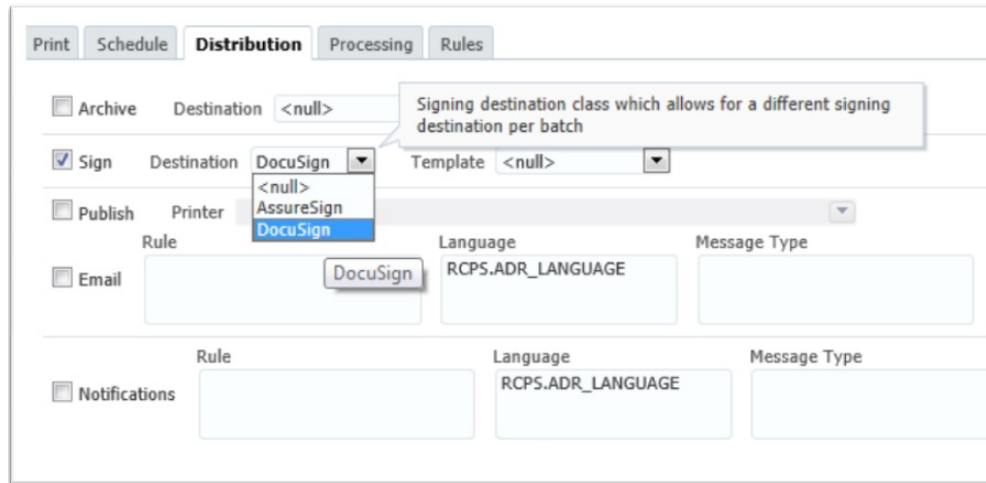 Print Schedule Distribution Processing Rules
Archive Destination <null>
Signing destination class which allows for a different signing
destination per batch
Sign Destination DocuSign Template <null>
<null>
AssureSign
DocuSign
Publish Printer
Rule Language Message Type
Email RCPS.ADR_LANGUAGE
DocuSign
Rule Language Message Type
Notifications RCPS.ADR_LANGUAGE